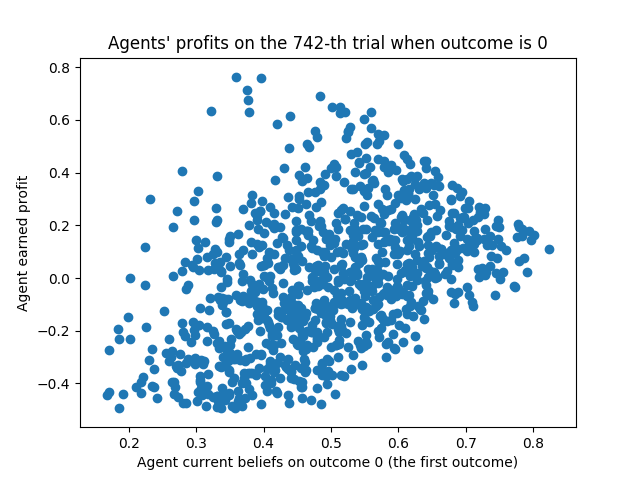 Agents' profits on the 742-th trial when outcome is 0
0.8
0.6
0.4
0.2
0.0
−0.2
−0.4
Agent earned profit
0.2 0.3 0.4 0.5 0.6 0.7 0.8
Agent current beliefs on outcome 0 (the first outcome)